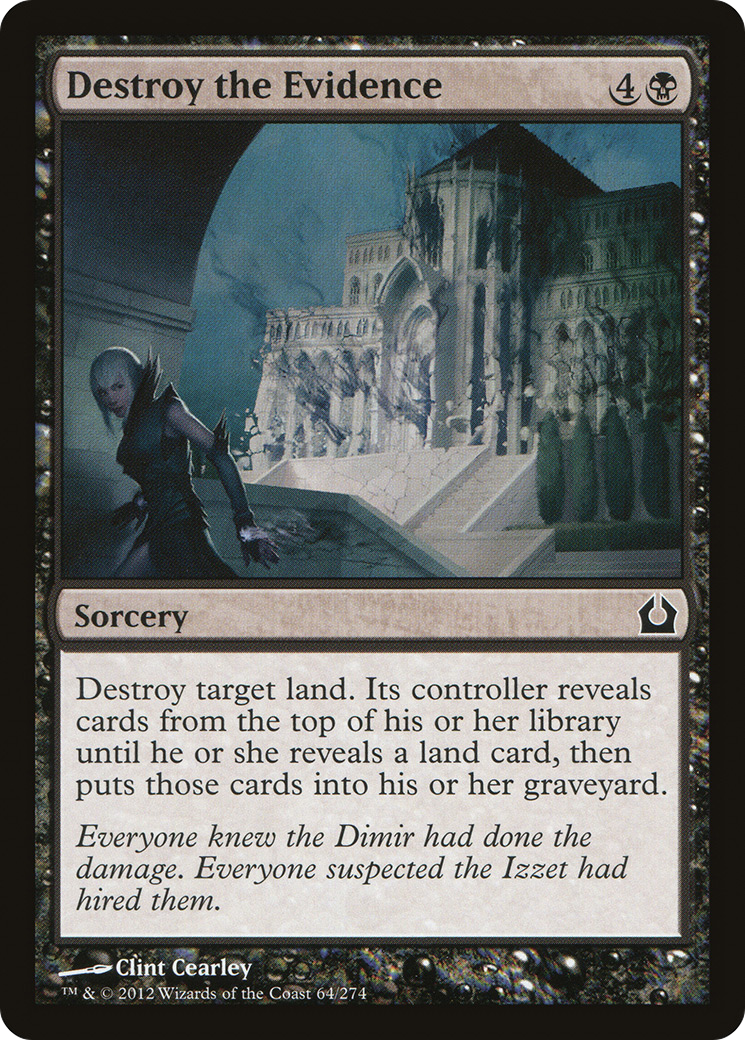 Destroy the Evidence 4
Sorcery
Destroy target land. Its controller reveals
cards from the top of his or her library
until he or she reveals a land card, then
puts those cards into his or her graveyard.
Everyone knew the Dimir had done the
damage. Everyone suspected the Izzet had
hired them.
Clint Cearley
™ & © 2012 Wizards of the Coast 64/274